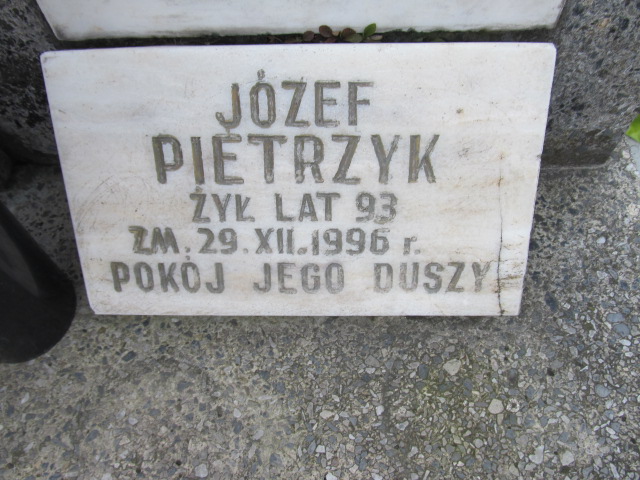 JÓZEF
PIETRZYK
ŻYŁ LAT 93
ZM. 29.XII.1996 r.
POKÓJ JEGO DUSZY